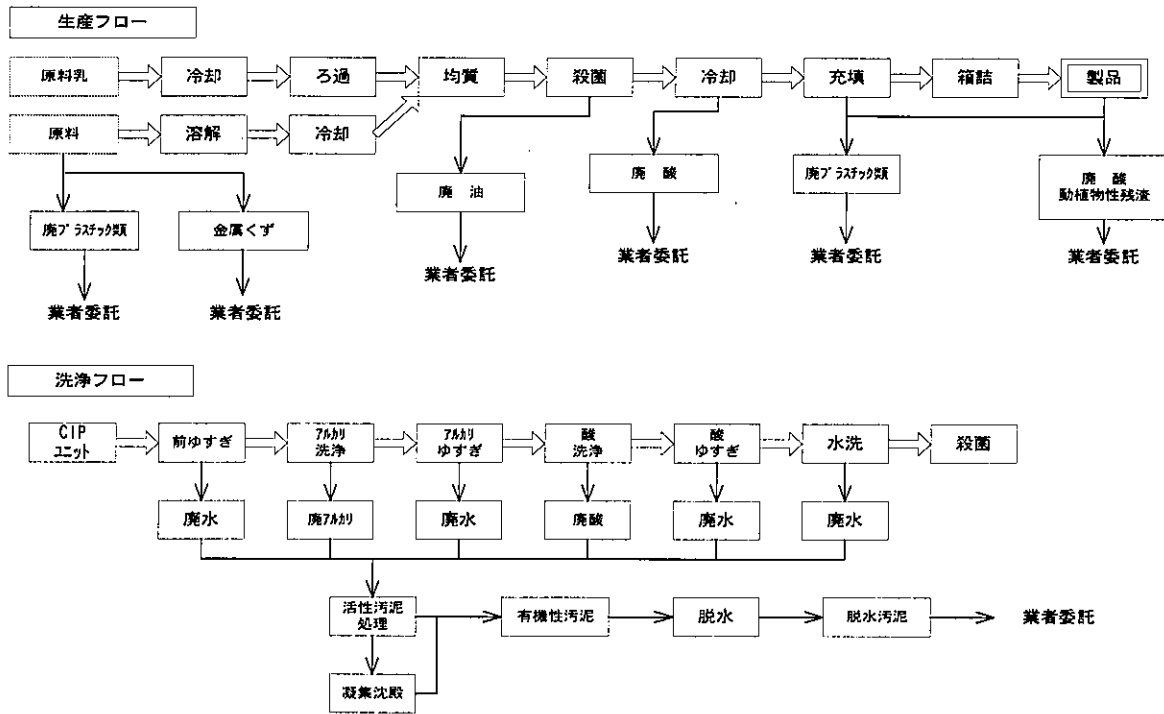 生産フロー
原料乳
冷却
ろ過
均質
殺菌
冷却
充填
箱詰
製品
原料
溶解
冷却
廃油
廃酸
廃プラスチック類
廃酸
動植物性残渣
廃プラスチック類
金属くず
業者委託
業者委託
業者委託
業者委託
業者委託
業者委託
洗浄フロー
CIP
ユニット
前ゆすぎ
アルカリ
洗浄
アルカリ
ゆすぎ
酸
洗浄
酸
ゆすぎ
水洗
殺菌
廃水
廃アルカリ
廃水
廃酸
廃水
廃水
活性汚泥
処理
有機性汚泥
脱水
脱水汚泥
業者委託
凝集沈殿